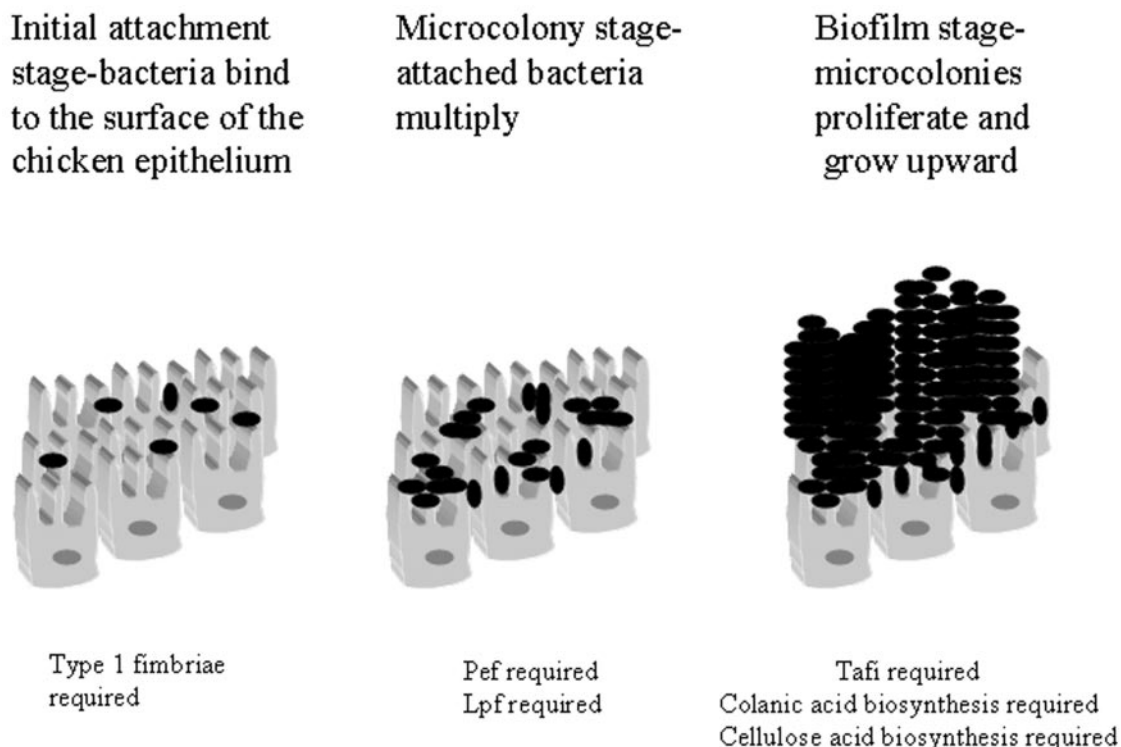 Initial attachment
stage-bacteria bind
to the surface of the
chicken epithelium
Microcolony stage-
attached bacteria
multiply
Biofilm stage-
microcolonies
proliferate and
grow upward
Type 1 fimbriae
required
Pef required
Lpf required
Tafi required
Colanic acid biosynthesis required
Cellulose acid biosynthesis required